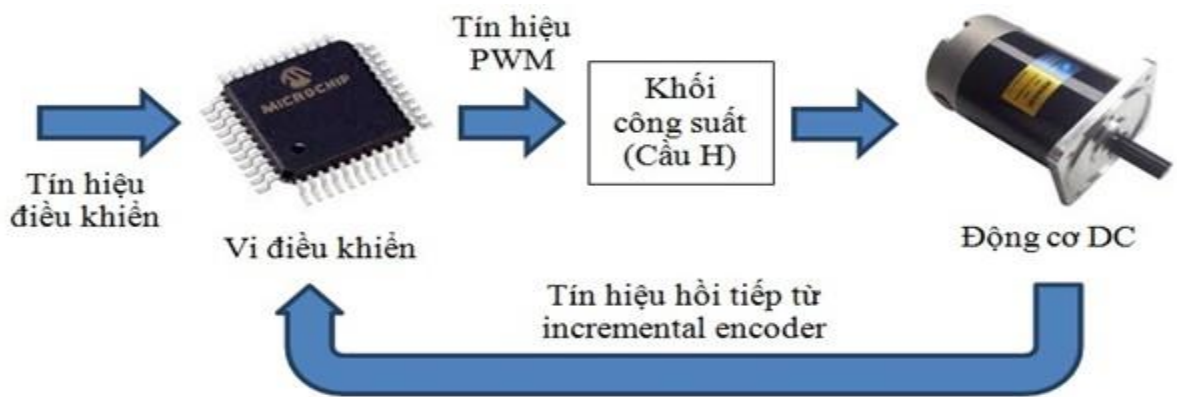 Tín hiệu
điều khiển
MICROCHIP
Vi điều khiển
Tín hiệu
PWM
Khối
công suất
(Cầu H)
Động cơ DC
Tín hiệu hồi tiếp từ
incremental encoder